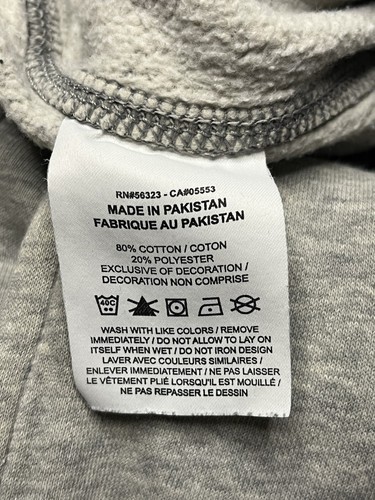 RN#56323 - CA#05553
MADE IN PAKISTAN
FABRIQUE AU PAKISTAN
80% COTTON / COTON
20% POLYESTER
EXCLUSIVE OF DECORATION /
DECORATION NON COMPRISE
40C
WASH WITH LIKE COLORS / REMOVE
IMMEDIATELY / DO NOT ALLOW TO LAY ON
ITSELF WHEN WET / DO NOT IRON DESIGN
LAVER AVEC COULEURS SIMILAIRES /
ENLEVER IMMEDIATEMENT / NE PAS LAISSER
LE VÊTEMENT PLIÉ LORSQU'IL EST MOUILLÉ /
NE PAS REPASSER LE DESSIN